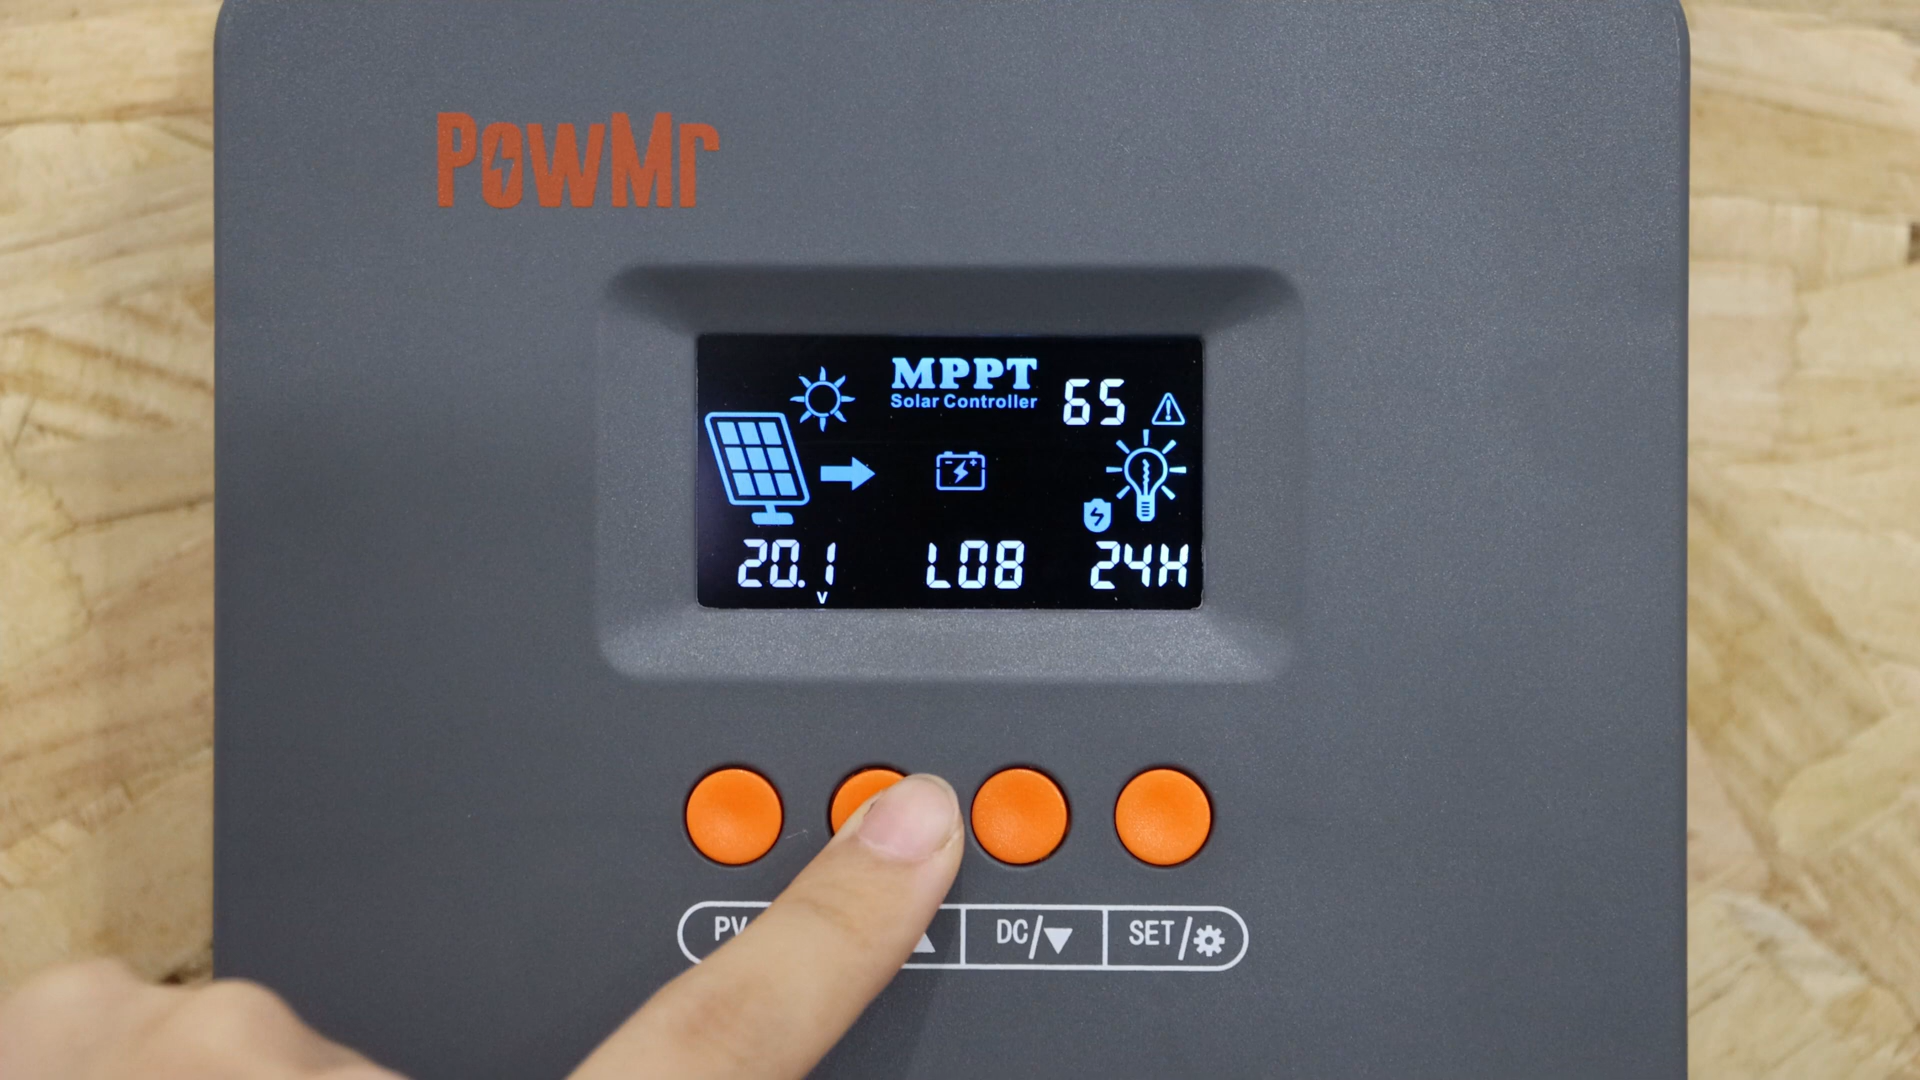 PowMr
MPPT
Solar Controller
65
20.1
V
L08
24H
PV
DC/▼
SET/